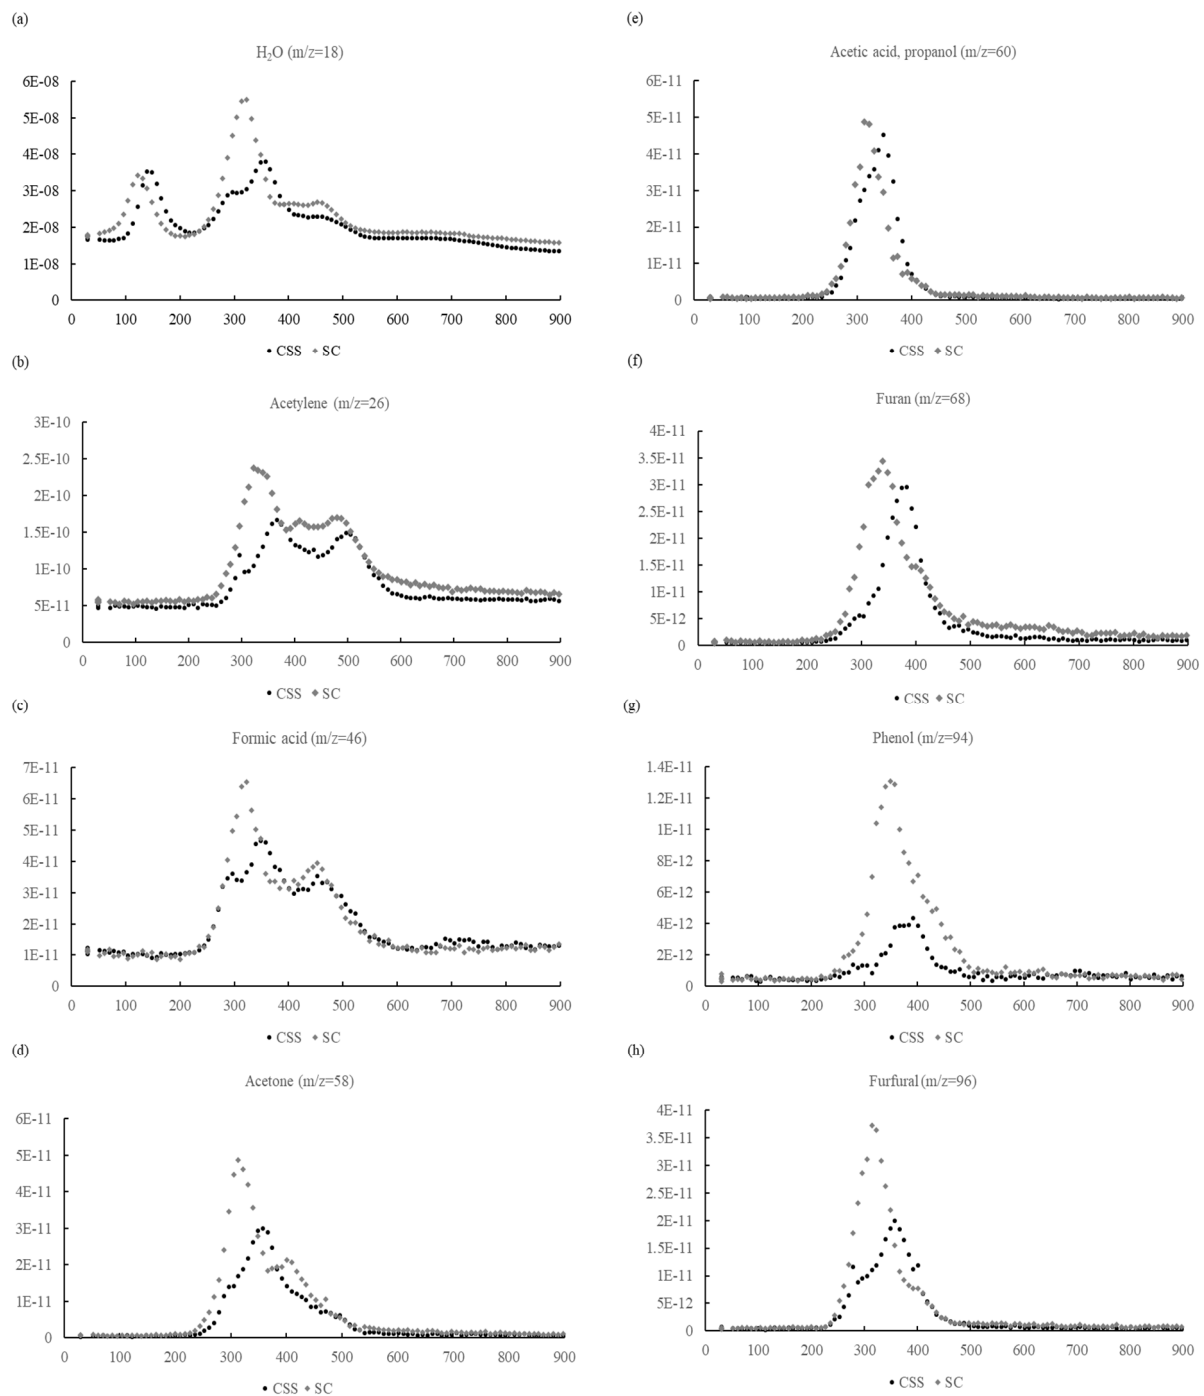 (a)
H₂O (m/z=18)
6E-08
5E-08
4E-08
3E-08
2E-08
1E-08
0
0 100 200 300 400 500 600 700 800 900
CSS SC
(b)
Acetylene (m/z=26)
3E-10
2.5E-10
2E-10
1.5E-10
1E-10
5E-11
0
0 100 200 300 400 500 600 700 800 900
CSS SC
(c)
Formic acid (m/z=46)
7E-11
6E-11
5E-11
4E-11
3E-11
2E-11
1E-11
0
0 100 200 300 400 500 600 700 800 900
CSS SC
(d)
Acetone (m/z=58)
6E-11
5E-11
4E-11
3E-11
2E-11
1E-11
0
0 100 200 300 400 500 600 700 800 900
CSS SC
(e)
Acetic acid, propanol (m/z=60)
6E-11
5E-11
4E-11
3E-11
2E-11
1E-11
0
0 100 200 300 400 500 600 700 800 900
CSS SC
(f)
Furan (m/z=68)
4E-11
3.5E-11
3E-11
2.5E-11
2E-11
1.5E-11
1E-11
5E-12
0
0 100 200 300 400 500 600 700 800 900
CSS SC
(g)
Phenol (m/z=94)
1.4E-11
1.2E-11
1E-11
8E-12
6E-12
4E-12
2E-12
0
0 100 200 300 400 500 600 700 800 900
CSS SC
(h)
Furfural (m/z=96)
4E-11
3.5E-11
3E-11
2.5E-11
2E-11
1.5E-11
1E-11
5E-12
0
0 100 200 300 400 500 600 700 800 900
CSS SC